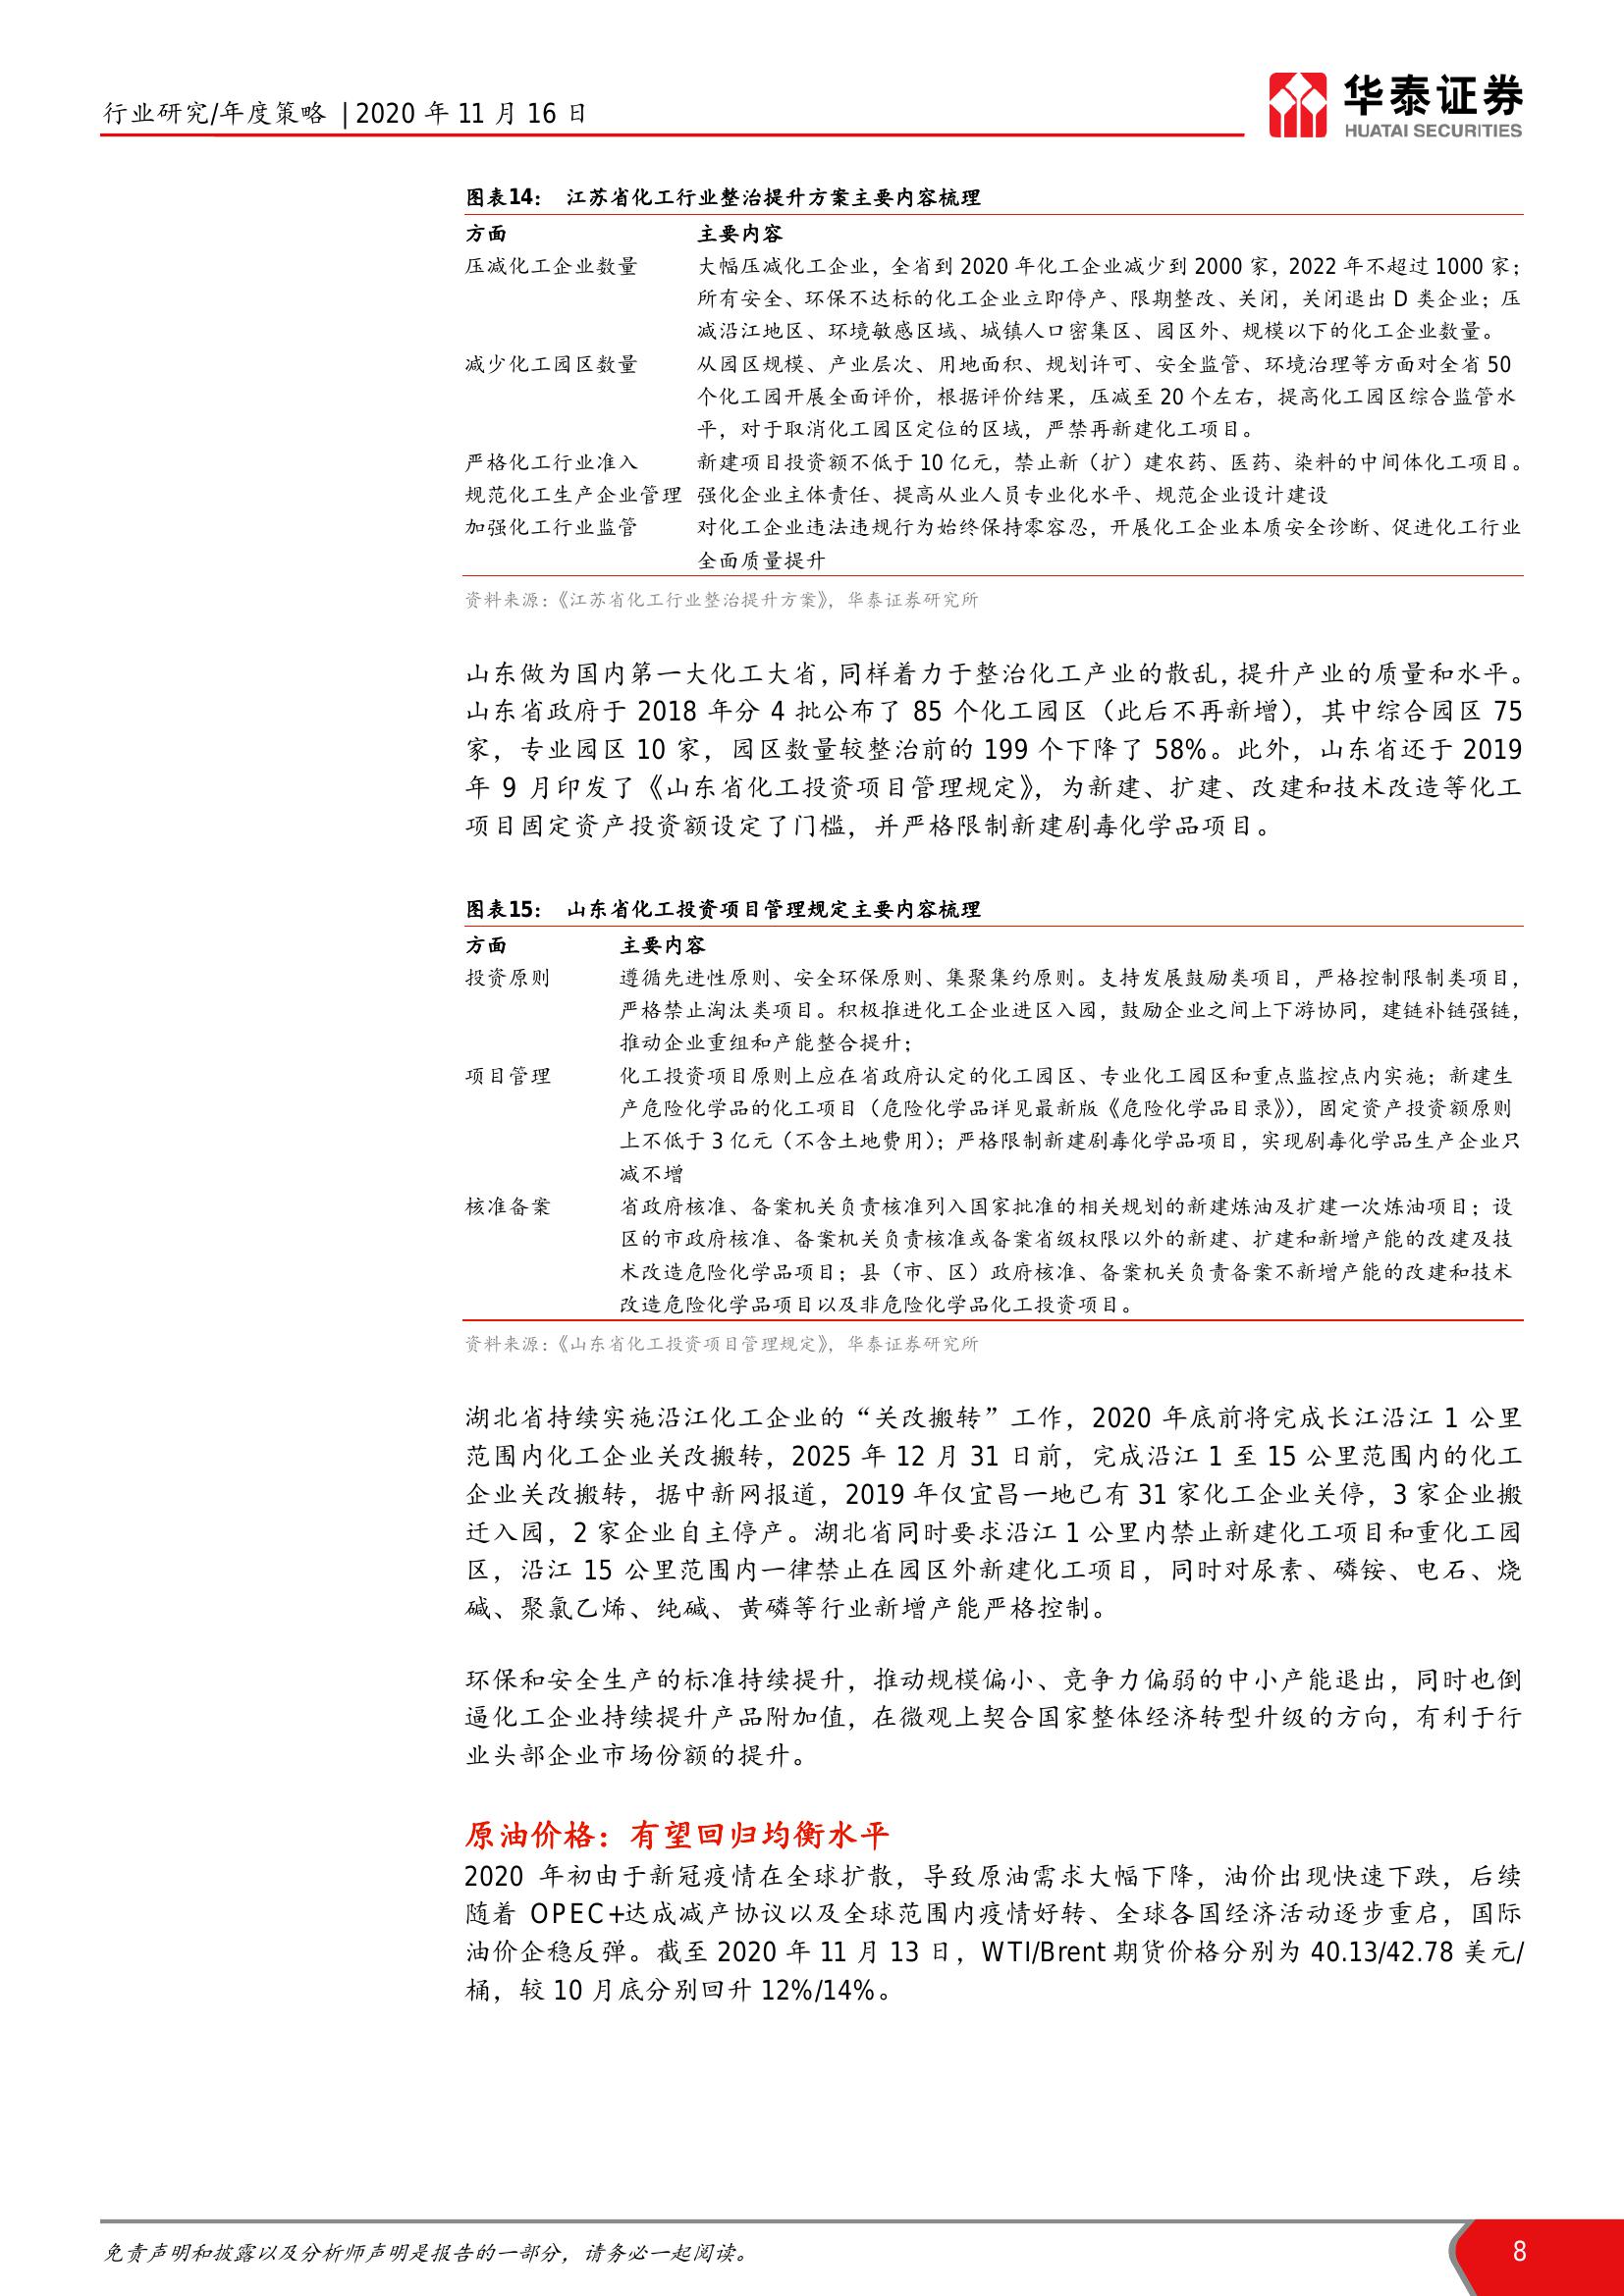 行业研究/年度策略 | 2020 年 11 月 16 日
华泰证券
HUATAI SECURITIES
图表14： 江苏省化工行业整治提升方案主要内容梳理
方面 主要内容
压减化工企业数量 大幅压减化工企业，全省到 2020 年化工企业减少到 2000 家，2022 年不超过 1000 家；
所有安全、环保不达标的化工企业立即停产、限期整改、关闭，关闭退出 D 类企业；压
减沿江地区、环境敏感区域、城镇人口密集区、园区外、规模以下的化工企业数量。
减少化工园区数量 从园区规模、产业层次、用地面积、规划许可、安全监管、环境治理等方面对全省 50
个化工园开展全面评价，根据评价结果，压减至 20 个左右，提高化工园区综合监管水
平，对于取消化工园区定位的区域，严禁再新建化工项目。
严格化工行业准入 新建项目投资额不低于 10 亿元，禁止新（扩）建农药、医药、染料的中间体化工项目。
规范化工生产企业管理 强化企业主体责任、提高从业人员专业化水平、规范企业设计建设
加强化工行业监管 对化工企业违法违规行为始终保持零容忍，开展化工企业本质安全诊断、促进化工行业
全面质量提升
资料来源：《江苏省化工行业整治提升方案》，华泰证券研究所
山东做为国内第一大化工大省，同样着力于整治化工产业的散乱，提升产业的质量和水平。
山东省政府于 2018 年分 4 批公布了 85 个化工园区（此后不再新增），其中综合园区 75
家，专业园区 10 家，园区数量较整治前的 199 个下降了 58%。此外，山东省还于 2019
年 9 月印发了《山东省化工投资项目管理规定》，为新建、扩建、改建和技术改造等化工
项目固定资产投资额设定了门槛，并严格限制新建剧毒化学品项目。
图表15： 山东省化工投资项目管理规定主要内容梳理
方面 主要内容
投资原则 遵循先进性原则、安全环保原则、集聚集约原则。支持发展鼓励类项目，严格控制限制类项目，
严格禁止淘汰类项目。积极推进化工企业进区入园，鼓励企业之间上下游协同，建链补链强链，
推动企业重组和产能整合提升；
项目管理 化工投资项目原则上应在省政府认定的化工园区、专业化工园区和重点监控点内实施；新建生
产危险化学品的化工项目（危险化学品详见最新版《危险化学品目录》），固定资产投资额原则
上不低于 3 亿元（不含土地费用）；严格限制新建剧毒化学品项目，实现剧毒化学品生产企业只
减不增
核准备案 省政府核准、备案机关负责核准列入国家批准的相关规划的新建炼油及扩建一次炼油项目；设
区的市政府核准、备案机关负责核准或备案省级权限以外的新建、扩建和新增产能的改建及技
术改造危险化学品项目；县（市、区）政府核准、备案机关负责备案不新增产能的改建和技术
改造危险化学品项目以及非危险化学品化工投资项目。
资料来源：《山东省化工投资项目管理规定》，华泰证券研究所
湖北省持续实施沿江化工企业的“关改搬转”工作，2020 年底前将完成长江沿江 1 公里
范围内化工企业关改搬转，2025 年 12 月 31 日前，完成沿江 1 至 15 公里范围内的化工
企业关改搬转，据中新网报道，2019 年仅宜昌一地已有 31 家化工企业关停，3 家企业搬
迁入园，2 家企业自主停产。湖北省同时要求沿江 1 公里内禁止新建化工项目和重化工园
区，沿江 15 公里范围内一律禁止在园区外新建化工项目，同时对尿素、磷铵、电石、烧
碱、聚氯乙烯、纯碱、黄磷等行业新增产能严格控制。
环保和安全生产的标准持续提升，推动规模偏小、竞争力偏弱的中小产能退出，同时也倒
逼化工企业持续提升产品附加值，在微观上契合国家整体经济转型升级的方向，有利于行
业头部企业市场份额的提升。
原油价格：有望回归均衡水平
2020 年初由于新冠疫情在全球扩散，导致原油需求大幅下降，油价出现快速下跌，后续
随着 OPEC+达成减产协议以及全球范围内疫情好转、全球各国经济活动逐步重启，国际
油价企稳反弹。截至 2020 年 11 月 13 日，WTI/Brent 期货价格分别为 40.13/42.78 美元/
桶，较 10 月底分别回升 12%/14%。
免责声明和披露以及分析师声明是报告的一部分，请务必一起阅读。
8